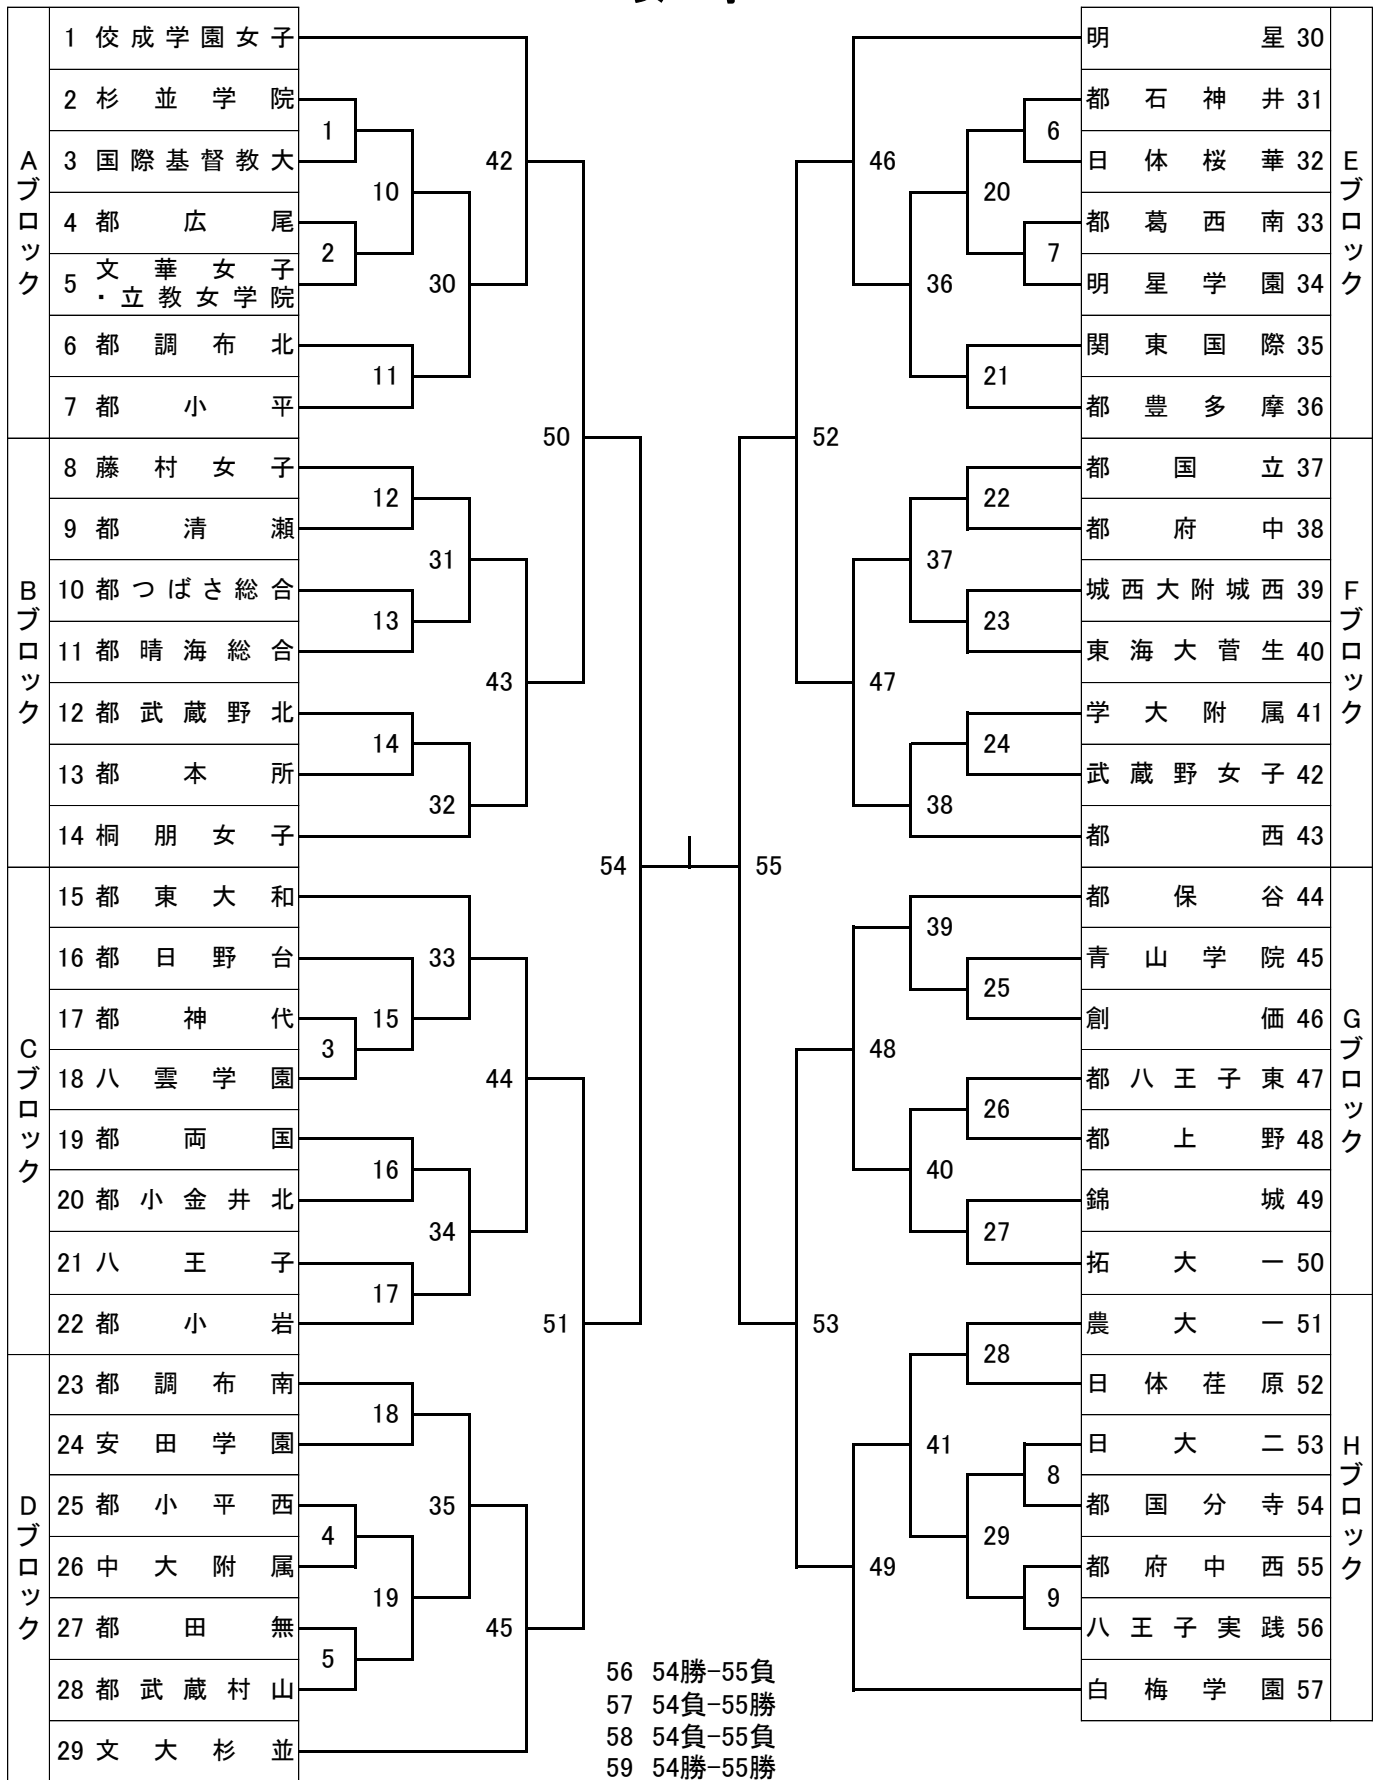 Aブロック
1 佼成学園女子
2 杉並学院
3 国際基督教大
4 都広尾
5 文華女子
・立教女学院
6 都調布北
7 都小平
Bブロック
8 藤村女子
9 都清瀬
10 都つばさ総合
11 都晴海総合
12 都武蔵野北
13 都本所
14 桐朋女子
Cブロック
15 都東大和
16 都日野台
17 都神代
18 八雲学園
19 都両国
20 都小金井北
21 八王子
22 都小岩
Dブロック
23 都調布南
24 安田学園
25 都小平西
26 中大附属
27 都田無
28 都武蔵村山
29 文大杉並
1
2
3
4
5
10
11
12
13
14
15
16
17
18
19
30
31
32
33
34
35
42
43
44
45
50
51
54
55
52
53
46
47
48
49
36
37
38
39
40
41
20
21
22
23
24
25
26
27
28
29
6
7
8
9
明星 30
都石神井 31
日体桜華 32
都葛西南 33
明星学園 34
関東国際 35
都豊多摩 36
Eブロック
都国立 37
都府中 38
城西大附城西 39
東海大菅生 40
学大附属 41
武蔵野女子 42
都西 43
Fブロック
都保谷 44
青山学院 45
創価 46
都八王子東 47
都上野 48
錦城 49
拓大一 50
Gブロック
農大一 51
日体荏原 52
日大二 53
都国分寺 54
都府中西 55
八王子実践 56
白梅学園 57
Hブロック
56 54勝-55負
57 54負-55勝
58 54負-55負
59 54勝-55勝